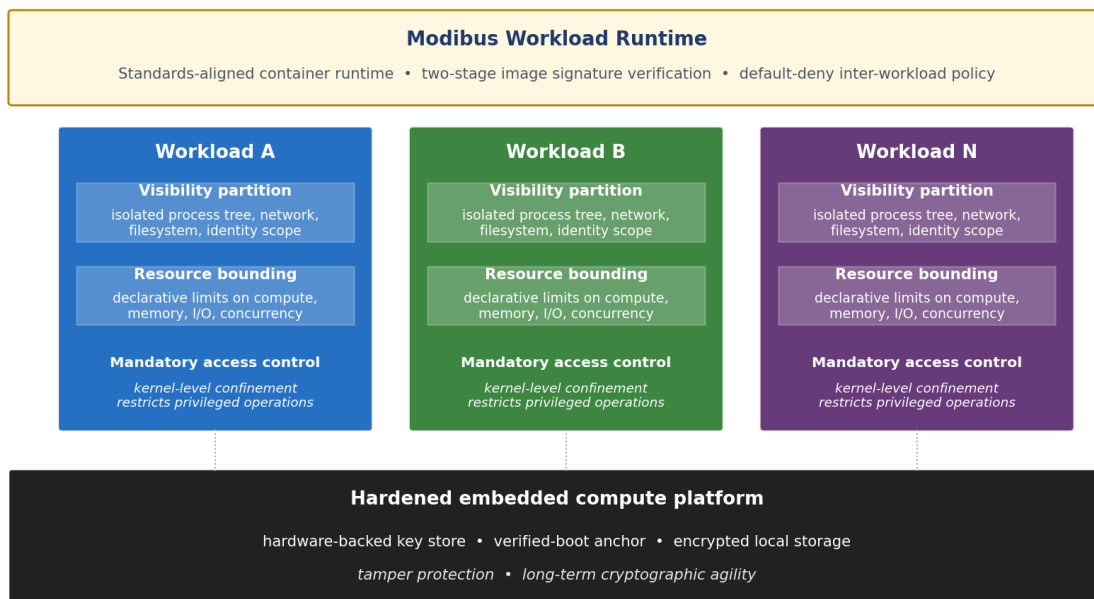 Modibus Workload Runtime
Standards-aligned container runtime • two-stage image signature verification • default-deny inter-workload policy
Workload A
Visibility partition
isolated process tree, network,
filesystem, identity scope
Resource bounding
declarative limits on compute,
memory, I/O, concurrency
Mandatory access control
kernel-level confinement
restricts privileged operations
Workload B
Visibility partition
isolated process tree, network,
filesystem, identity scope
Resource bounding
declarative limits on compute,
memory, I/O, concurrency
Mandatory access control
kernel-level confinement
restricts privileged operations
Workload N
Visibility partition
isolated process tree, network,
filesystem, identity scope
Resource bounding
declarative limits on compute,
memory, I/O, concurrency
Mandatory access control
kernel-level confinement
restricts privileged operations
Hardened embedded compute platform
hardware-backed key store • verified-boot anchor • encrypted local storage
tamper protection • long-term cryptographic agility